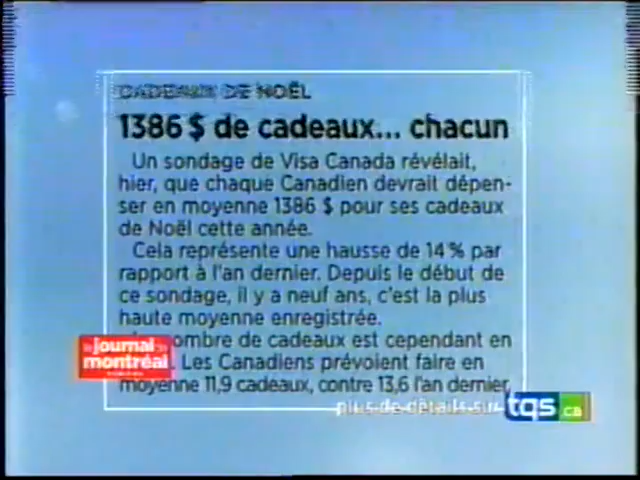 CADEAUX DE NOËL
1386 $ de cadeaux... chacun
Un sondage de Visa Canada révélait,
hier, que chaque Canadien devrait dépen-
ser en moyenne 1386 $ pour ses cadeaux
de Noël cette année.
Cela représente une hausse de 14 % par
rapport à l'an dernier. Depuis le début de
ce sondage, il y a neuf ans, c'est la plus
haute moyenne enregistrée.
ombre de cadeaux est cependant en
. Les Canadiens prévoient faire en
moyenne 11,9 cadeaux, contre 13,6 l'an dernier.
journal
montréal
plus de détails sur tqs.ca